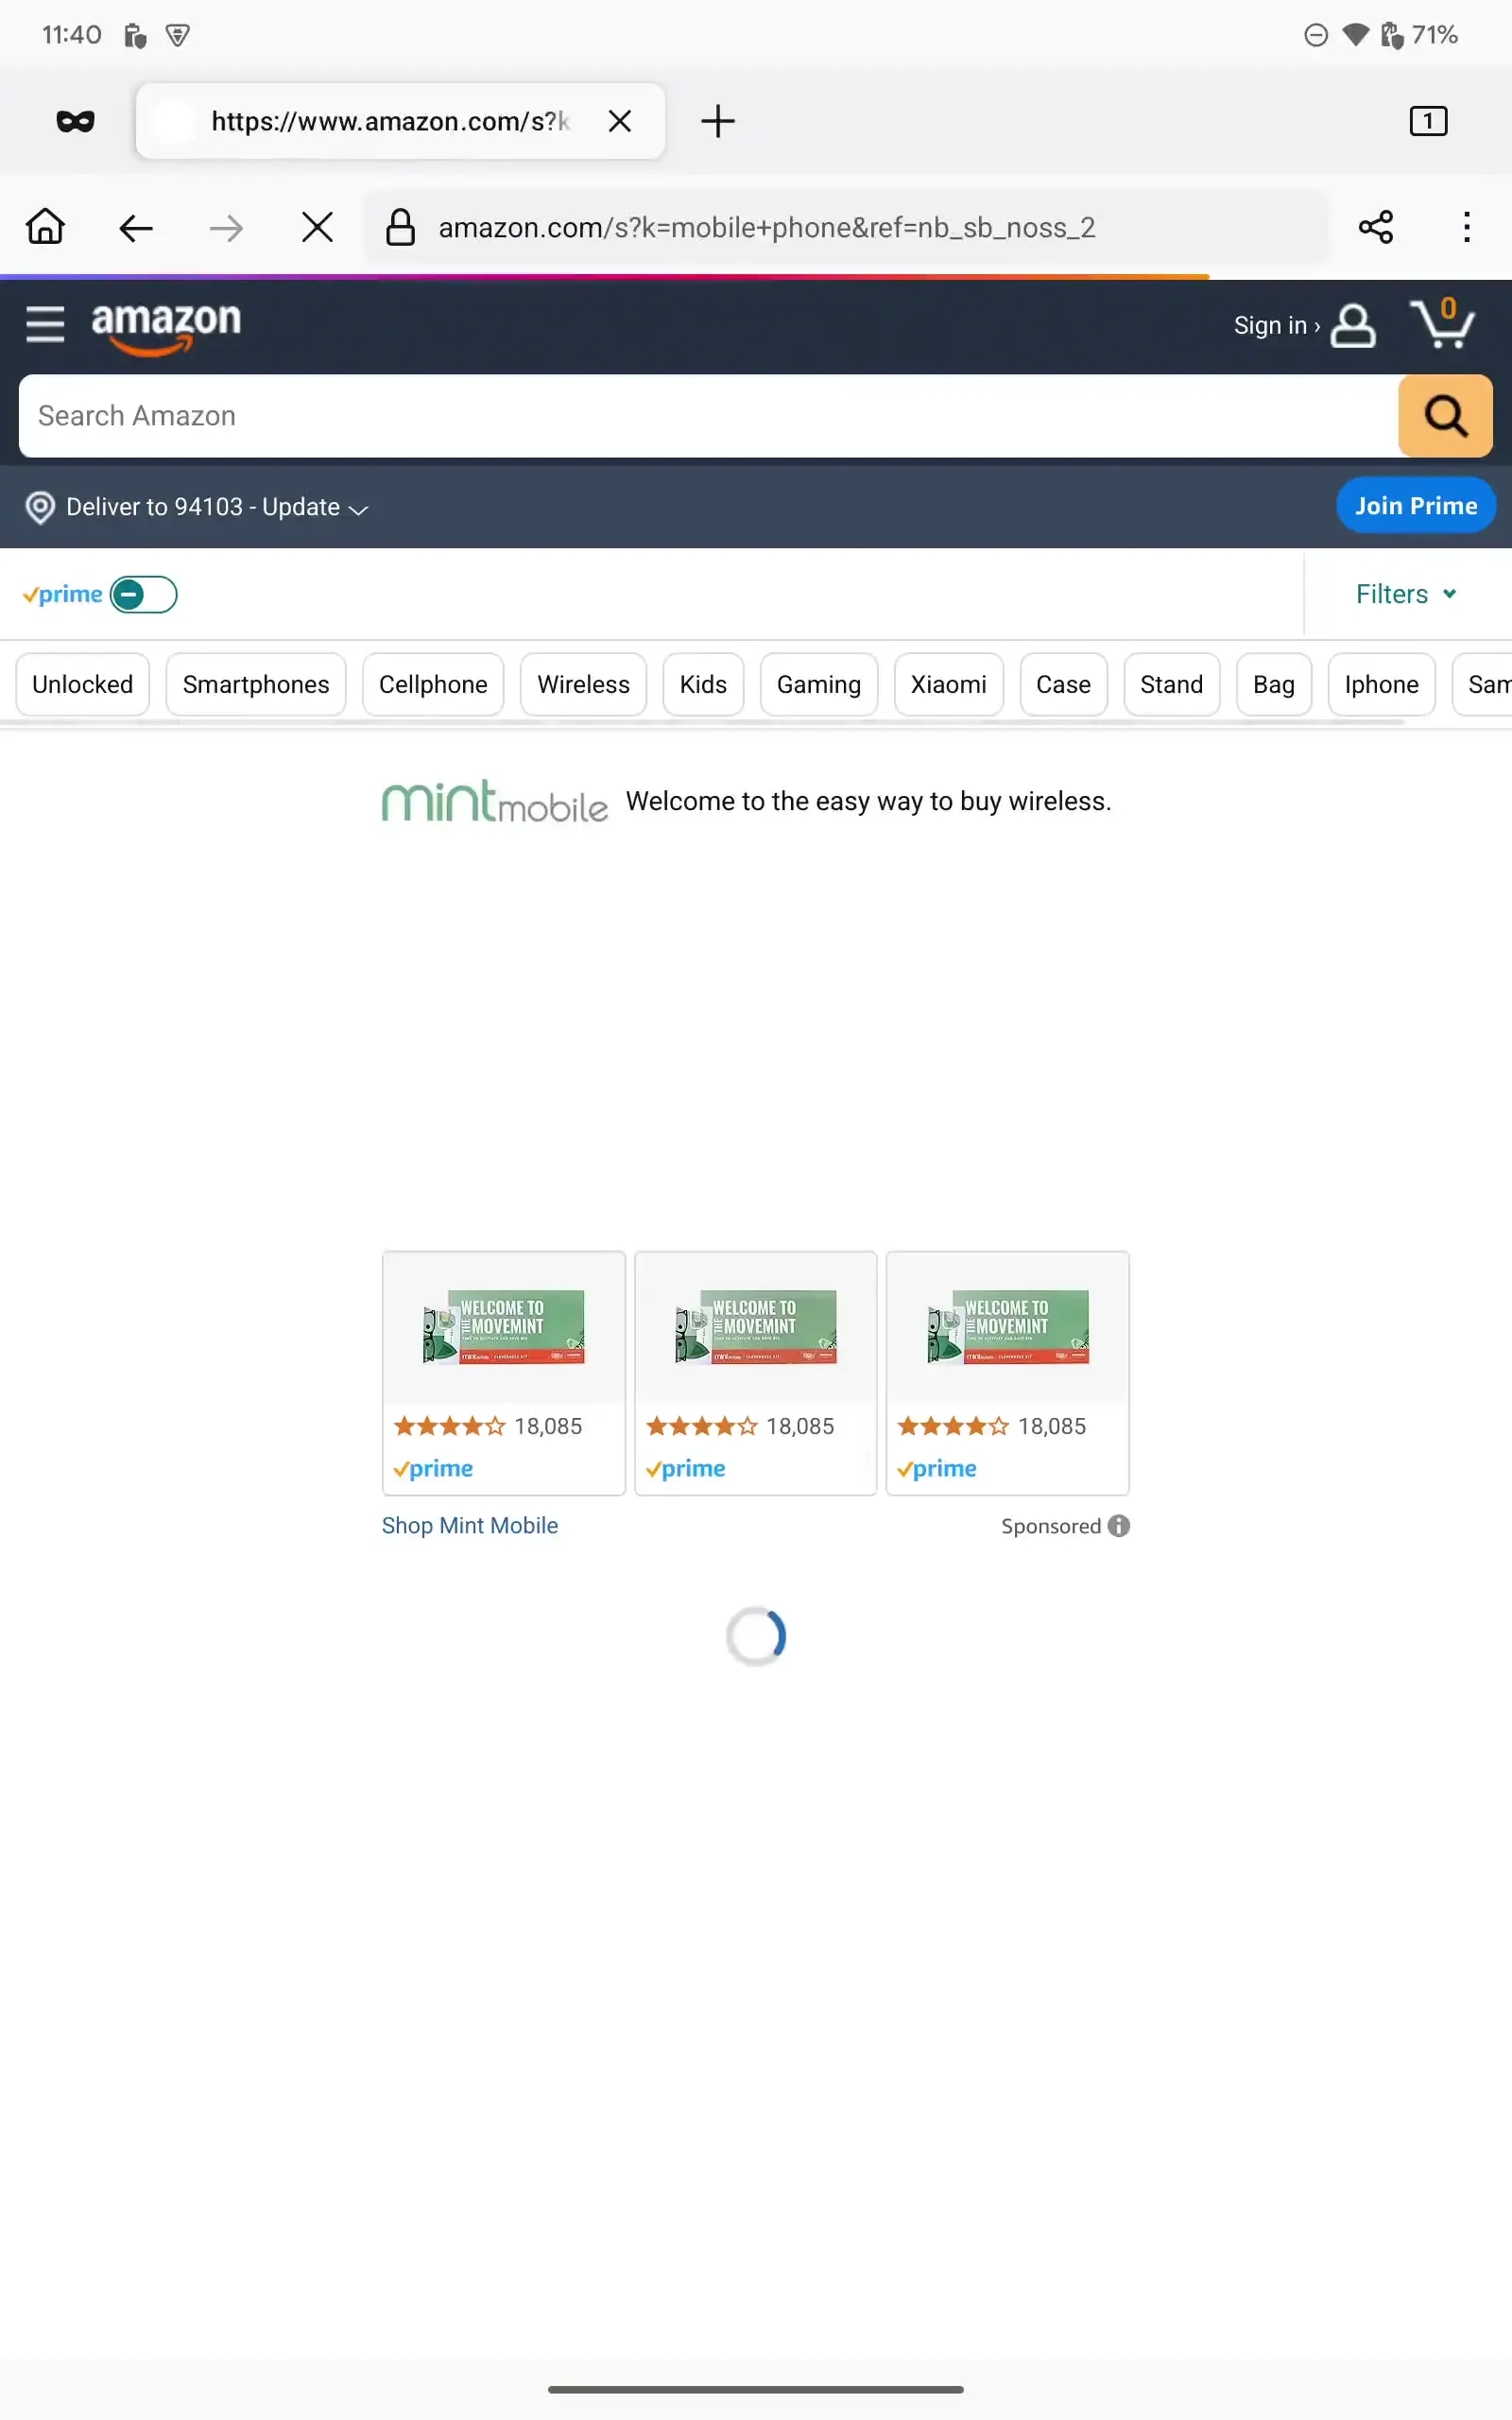 11:40
71%
https://www.amazon.com/s?k
1
amazon.com/s?k=mobile+phone&ref=nb_sb_noss_2
amazon
Sign in ›
0
Search Amazon
Deliver to 94103 - Update
Join Prime
prime
Filters
Unlocked Smartphones Cellphone Wireless Kids Gaming Xiaomi Case Stand Bag Iphone Sam
mint mobile Welcome to the easy way to buy wireless.
WELCOME TO
THE MOVEMINT
WELCOME TO
THE MOVEMINT
WELCOME TO
THE MOVEMINT
18,085
18,085
18,085
prime
prime
prime
Shop Mint Mobile
Sponsored